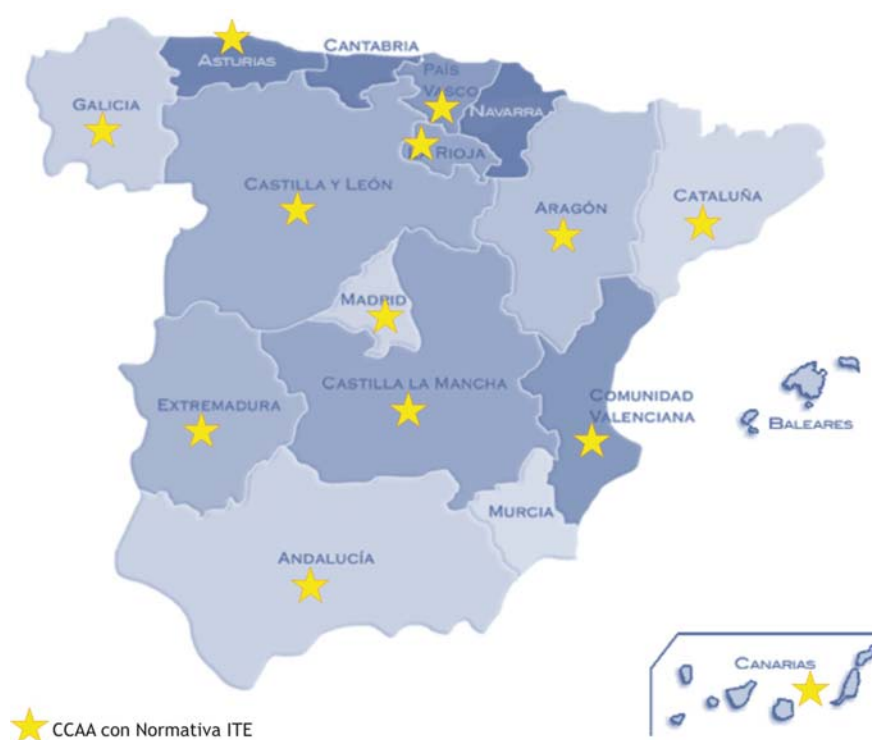 CANTABRIA
ASTURIAS
PAÍS
VASCO
NAVARRA
GALICIA
RIOJA
CASTILLA Y LEÓN
ARAGÓN
CATALUÑA
MADRID
CASTILLA LA MANCHA
EXTREMADURA
COMUNIDAD
VALENCIANA
BALEARES
MURCIA
ANDALUCÍA
CANARIAS
CCAA con Normativa ITE